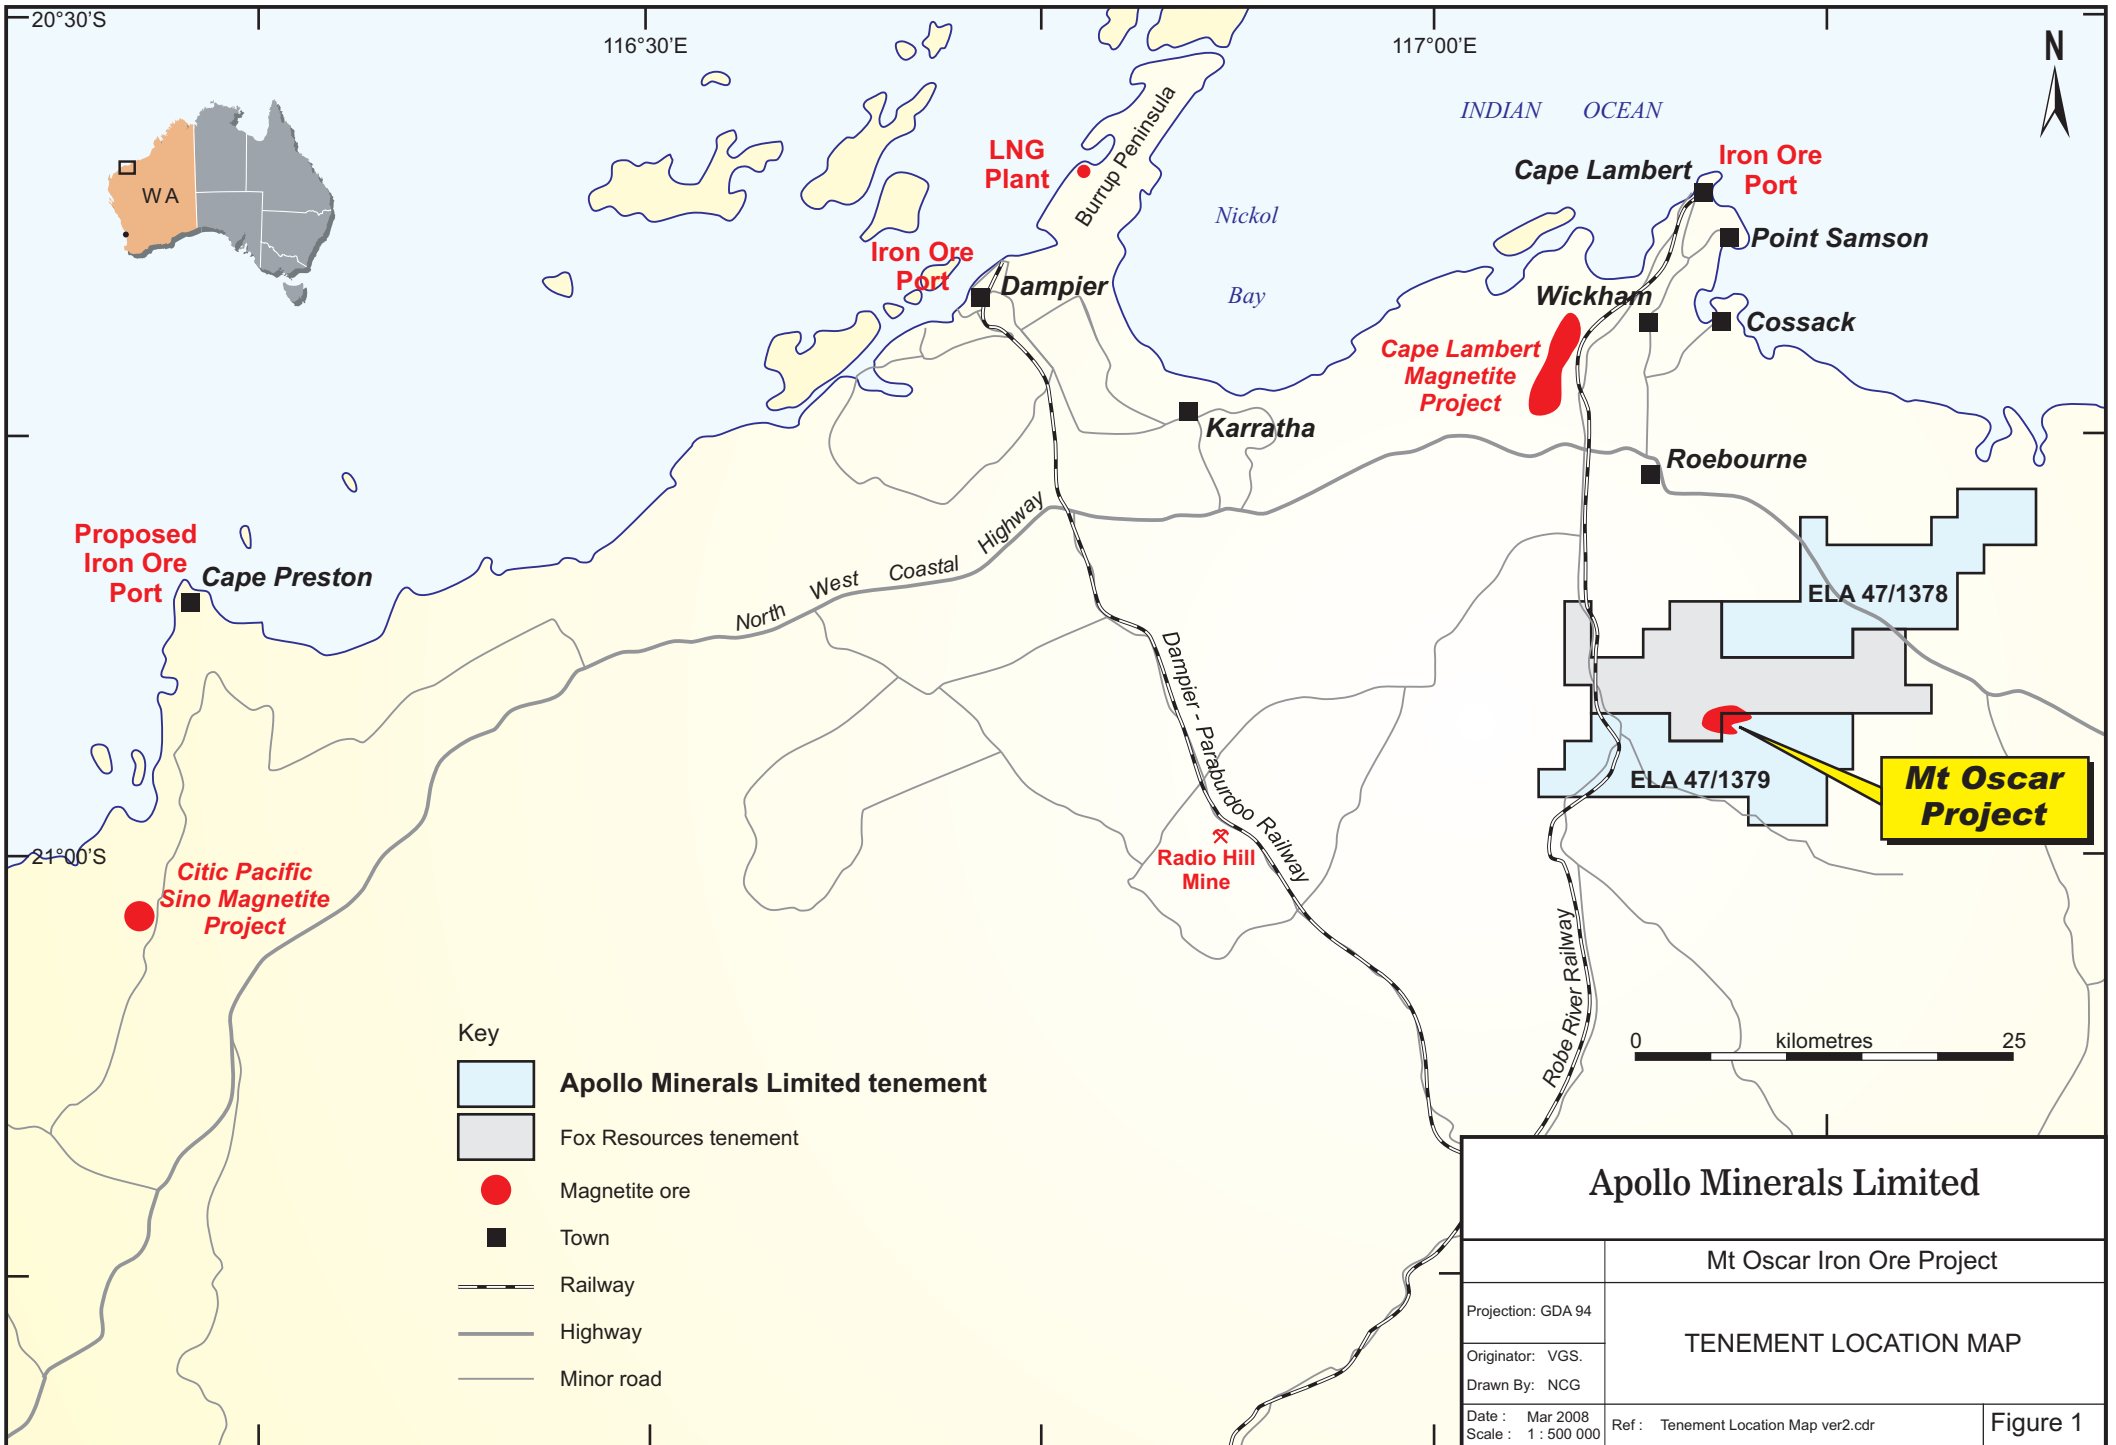 20°30'S
116°30'E
117°00'E
N
INDIAN OCEAN
WA
LNG
Plant
Burrup Peninsula
Nickol
Bay
Cape Lambert
Iron Ore
Port
Point Samson
Iron Ore
Port
Dampier
Wickham
Cossack
Cape Lambert
Magnetite
Project
Karratha
Roebourne
Proposed
Iron Ore
Port
Cape Preston
North West Coastal Highway
ELA 47/1378
Dampier - Paraburdoo Railway
ELA 47/1379
Mt Oscar
Project
21°00'S
Citic Pacific
Sino Magnetite
Project
Radio Hill
Mine
Robe River Railway
0 kilometres 25
Key
Apollo Minerals Limited tenement
Fox Resources tenement
Magnetite ore
Town
Railway
Highway
Minor road
Apollo Minerals Limited
Mt Oscar Iron Ore Project
Projection: GDA 94
TENEMENT LOCATION MAP
Originator: VGS.
Drawn By: NCG
Date : Mar 2008
Scale : 1 : 500 000
Ref : Tenement Location Map ver2.cdr
Figure 1